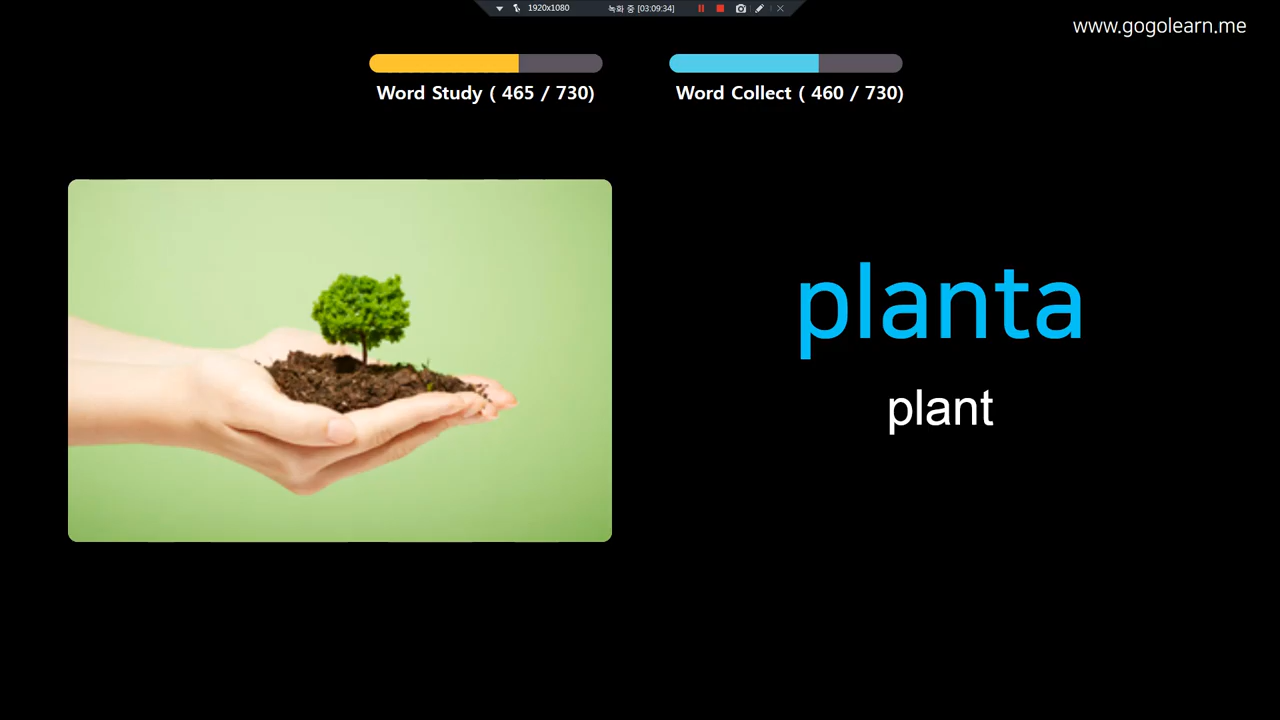 1920x1080 녹화 중 [03:09:34]
www.gogolearn.me
Word Study ( 465 / 730)
Word Collect ( 460 / 730)
planta
plant